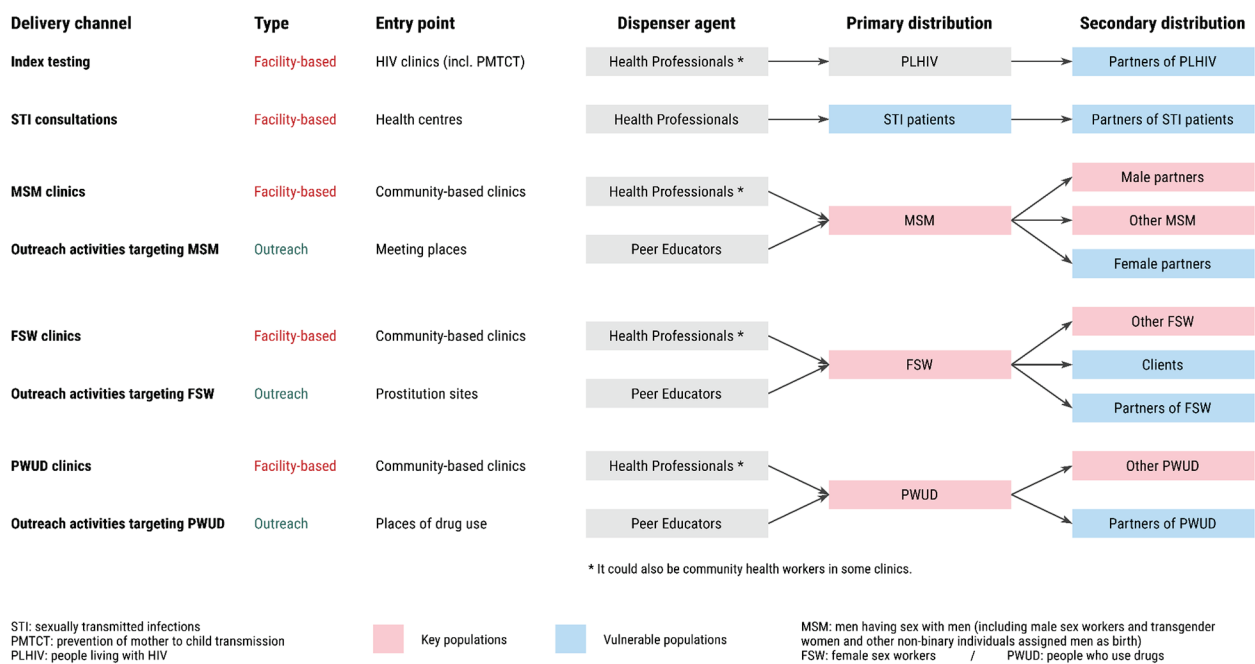 Delivery channel Type Entry point Dispenser agent Primary distribution Secondary distribution
Index testing Facility-based HIV clinics (incl. PMTCT) Health Professionals * PLHIV Partners of PLHIV
STI consultations Facility-based Health centres Health Professionals STI patients Partners of STI patients
Male partners
MSM clinics Facility-based Community-based clinics Health Professionals *
MSM Other MSM
Outreach activities targeting MSM Outreach Meeting places Peer Educators
Female partners
Other FSW
FSW clinics Facility-based Community-based clinics Health Professionals *
FSW Clients
Outreach activities targeting FSW Outreach Prostitution sites Peer Educators
Partners of FSW
PWUD clinics Facility-based Community-based clinics Health Professionals * Other PWUD
PWUD
Outreach activities targeting PWUD Outreach Places of drug use Peer Educators Partners of PWUD
* It could also be community health workers in some clinics.
STI: sexually transmitted infections
PMTCT: prevention of mother to child transmission
PLHIV: people living with HIV
Key populations
Vulnerable populations
MSM: men having sex with men (including male sex workers and transgender
women and other non-binary individuals assigned men as birth)
FSW: female sex workers / PWUD: people who use drugs